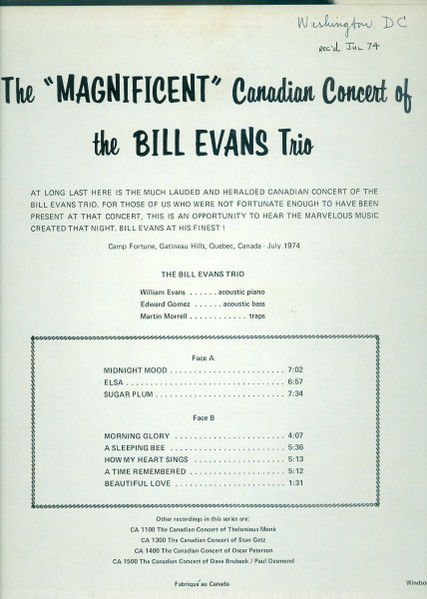 Washington DC
rec'd Jul 74
The "MAGNIFICENT" Canadian Concert of
the BILL EVANS Trio
AT LONG LAST HERE IS THE MUCH LAUDED AND HERALDED CANADIAN CONCERT OF THE
BILL EVANS TRIO. FOR THOSE OF US WHO WERE NOT FORTUNATE ENOUGH TO HAVE BEEN
PRESENT AT THAT CONCERT, THIS IS AN OPPORTUNITY TO HEAR THE MARVELOUS MUSIC
CREATED THAT NIGHT. BILL EVANS AT HIS FINEST !
Camp Fortune, Gatineau Hills, Quebec, Canada - July 1974
THE BILL EVANS TRIO
William Evans ...... acoustic piano
Edward Gomez ...... acoustic bass
Martin Morrell ............ traps
Face A
MIDNIGHT MOOD ........................ 7:02
ELSA ................................. 6:57
SUGAR PLUM ........................... 7:34
Face B
MORNING GLORY ........................ 4:07
A SLEEPING BEE ....................... 5:36
HOW MY HEART SINGS ................... 5:13
A TIME REMEMBERED .................... 5:12
BEAUTIFUL LOVE ....................... 1:31
Other recordings in this series are:
CA 1100 The Canadian Concert of Thelonious Monk
CA 1300 The Canadian Concert of Stan Getz
CA 1400 The Canadian Concert of Oscar Peterson
CA 1500 The Canadian Concert of Dave Brubeck / Paul Desmond
Fabriqué au Canada
Windso